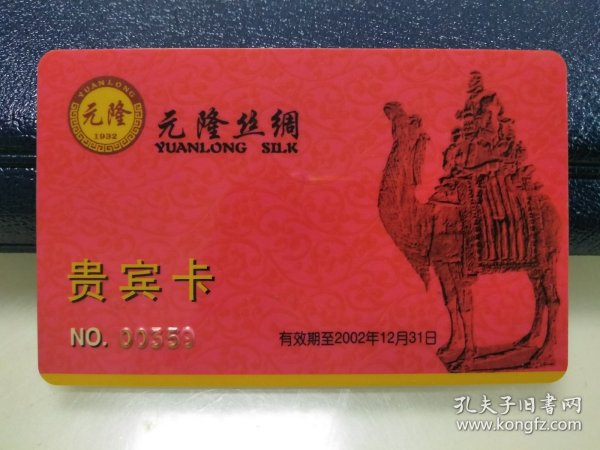 YUANLONG
元隆
1932
元隆丝绸
YUANLONG SILK
贵宾卡
NO. 00559
有效期至2002年12月31日
孔夫子旧书网
www.kongfz.com